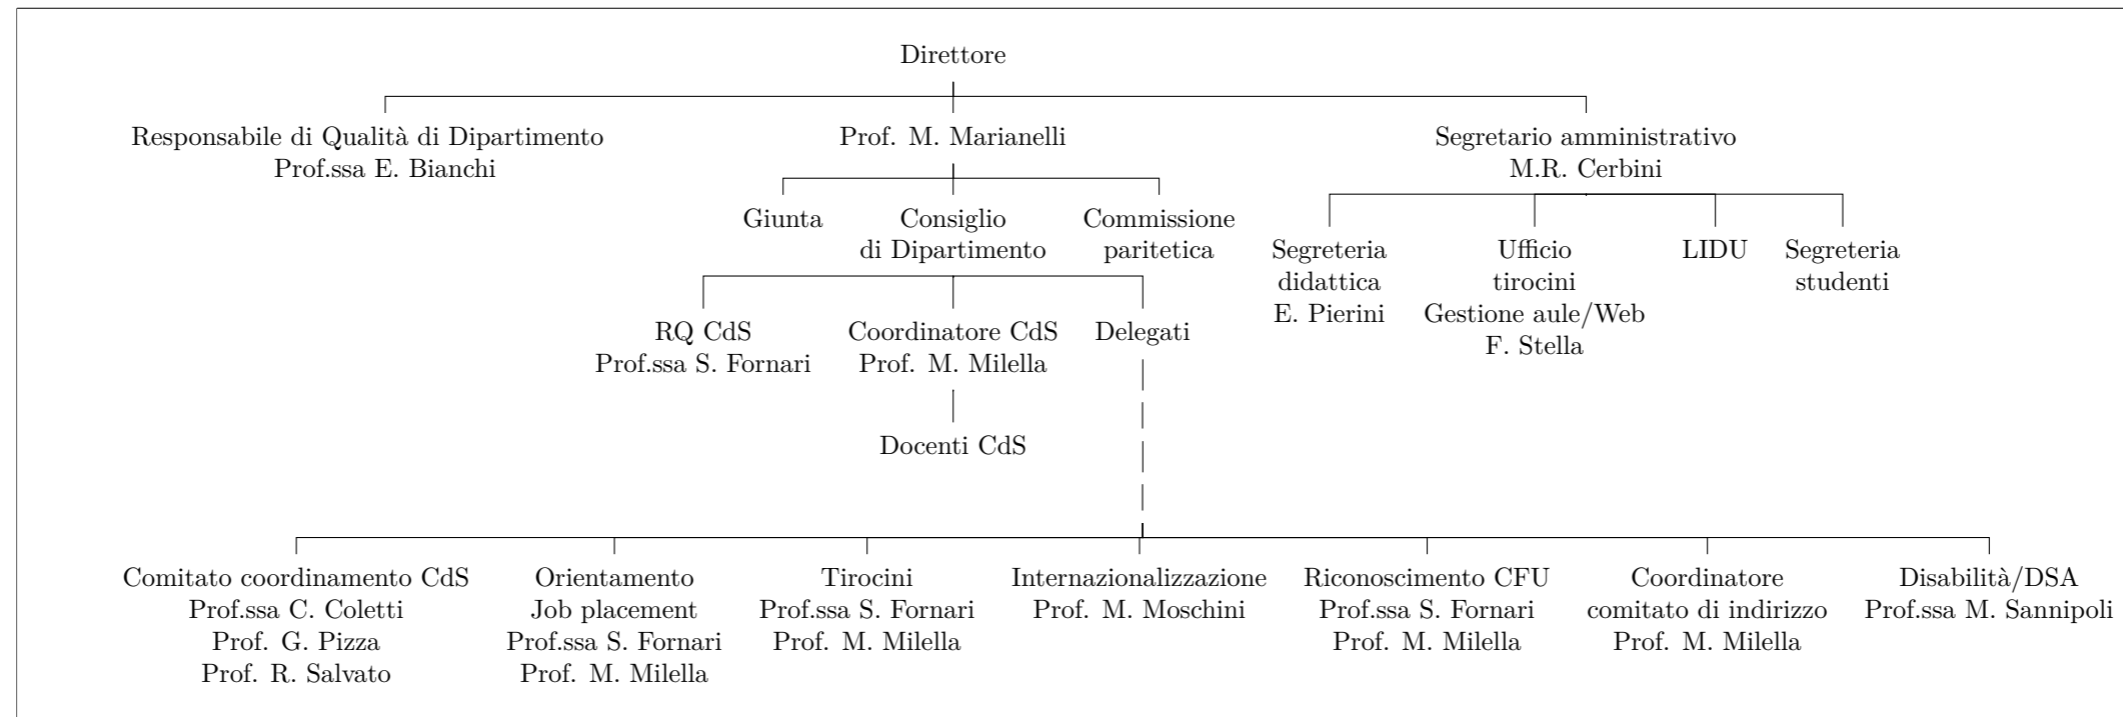 Direttore
Responsabile di Qualità di Dipartimento
Prof.ssa E. Bianchi
Prof. M. Marianelli
Segretario amministrativo
M.R. Cerbini
Giunta
Consiglio
di Dipartimento
Commissione
paritetica
Segreteria
didattica
E. Pierini
Ufficio
tirocini
Gestione aule/Web
F. Stella
LIDU
Segreteria
studenti
RQ CdS
Prof.ssa S. Fornari
Coordinatore CdS
Prof. M. Milella
Delegati
Docenti CdS
Comitato coordinamento CdS
Prof.ssa C. Coletti
Prof. G. Pizza
Prof. R. Salvato
Orientamento
Job placement
Prof.ssa S. Fornari
Prof. M. Milella
Tirocini
Prof.ssa S. Fornari
Prof. M. Milella
Internazionalizzazione
Prof. M. Moschini
Riconoscimento CFU
Prof.ssa S. Fornari
Prof. M. Milella
Coordinatore
comitato di indirizzo
Prof. M. Milella
Disabilità/DSA
Prof.ssa M. Sannipoli